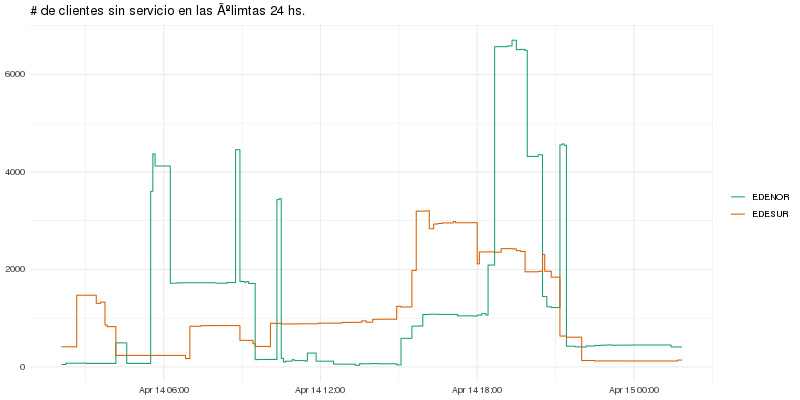 # de clientes sin servicio en las Ãºlimtas 24 hs.
6000
4000
2000
0
Apr 14 06:00
Apr 14 12:00
Apr 14 18:00
Apr 15 00:00
EDENOR
EDESUR